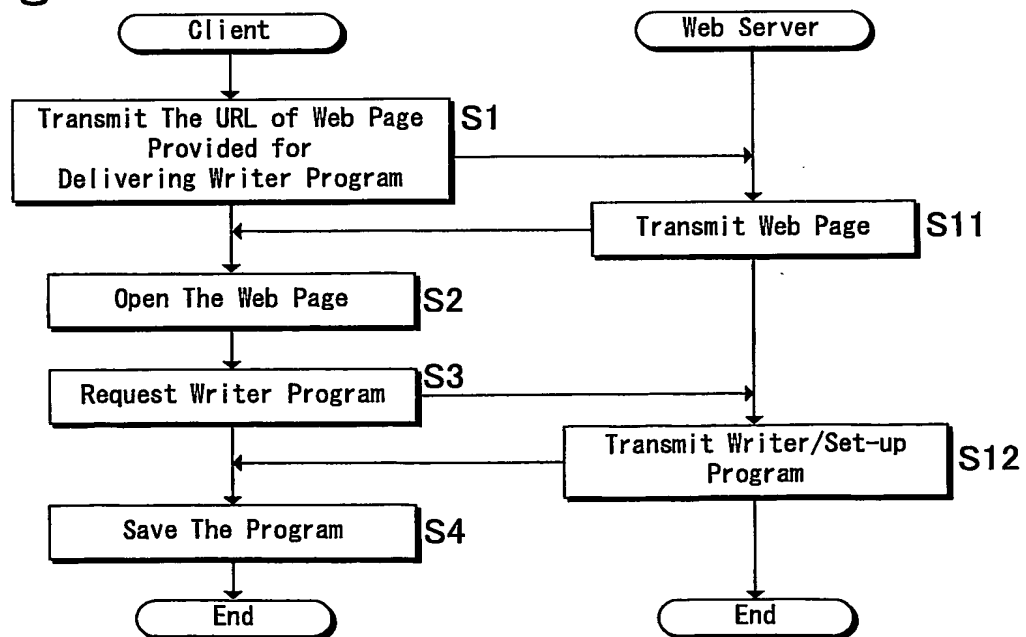 Client
Web Server
Transmit The URL of Web Page
Provided for
Delivering Writer Program
S1
Transmit Web Page
S11
Open The Web Page
S2
Request Writer Program
S3
Transmit Writer/Set-up
Program
S12
Save The Program
S4
End
End